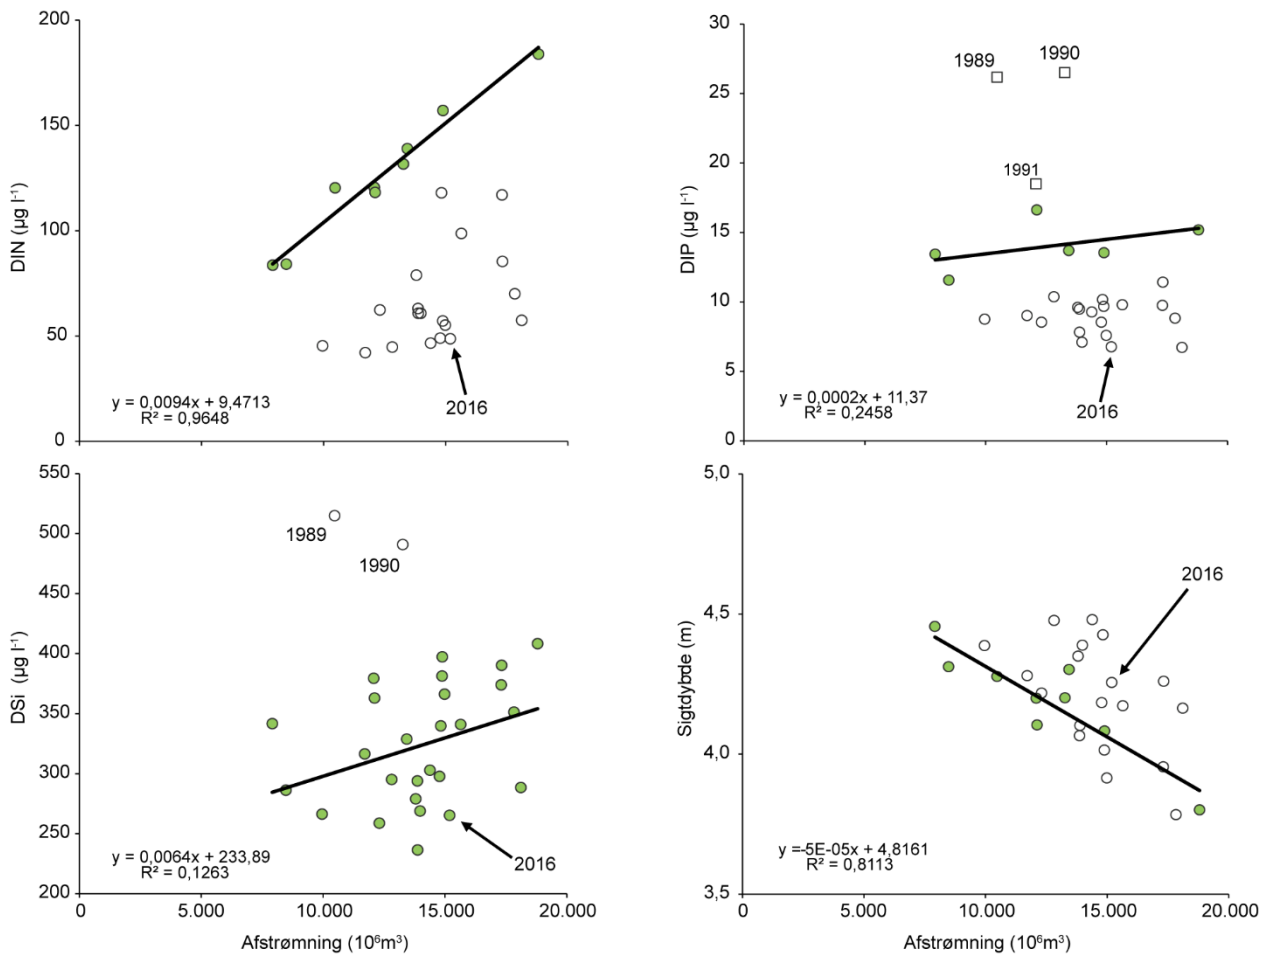 200
150
100
50
0
DIN (µg l⁻¹)
2016
y = 0,0094x + 9,4713
R² = 0,9648
30
25
20
15
10
5
0
DIP (µg l⁻¹)
1989
1990
1991
2016
y = 0,0002x + 11,37
R² = 0,2458
550
500
450
400
350
300
250
200
DSi (µg l⁻¹)
1989
1990
2016
y = 0,0064x + 233,89
R² = 0,1263
0 5.000 10.000 15.000 20.000
Afstrømning (10⁶m³)
5,0
4,5
4,0
3,5
Sigtdybde (m)
2016
y =-5E-05x + 4,8161
R² = 0,8113
0 5.000 10.000 15.000 20.000
Afstrømning (10⁶m³)